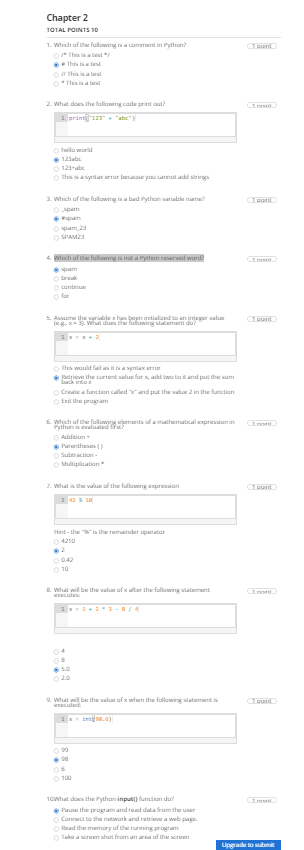 Chapter 2
TOTAL POINTS 10
1. Which of the following is a comment in Python?
1 point
/* This is a test */
# This is a test
// This is a test
* This is a test
2. What does the following code print out?
1 point
1 print("123" + "abc")
hello world
123abc
123+abc
This is a syntax error because you cannot add strings
3. Which of the following is a bad Python variable name?
1 point
_spam
#spam
spam_23
SPAM23
4. Which of the following is not a Python reserved word?
1 point
spam
break
continue
for
5. Assume the variable x has been initialized to an integer value
(e.g., x = 3). What does the following statement do?
1 point
1 x = x + 2
This would fail as it is a syntax error
Retrieve the current value for x, add two to it and put the sum
back into x
Create a function called "x" and put the value 2 in the function
Exit the program
6. Which of the following elements of a mathematical expression in
Python is evaluated first?
1 point
Addition +
Parentheses ( )
Subtraction -
Multiplication *
7. What is the value of the following expression
1 point
1 42 % 10
Hint - the "%" is the remainder operator
4210
2
0.42
10
8. What will be the value of x after the following statement
executes:
1 point
1 x = 1 + 2 * 3 - 8 / 4
4
8
5.0
2.0
9. What will be the value of x when the following statement is
executed:
1 point
1 x = int(98.6)
99
98
6
100
10. What does the Python input() function do?
1 point
Pause the program and read data from the user
Connect to the network and retrieve a web page.
Read the memory of the running program
Take a screen shot from an area of the screen
Upgrade to submit